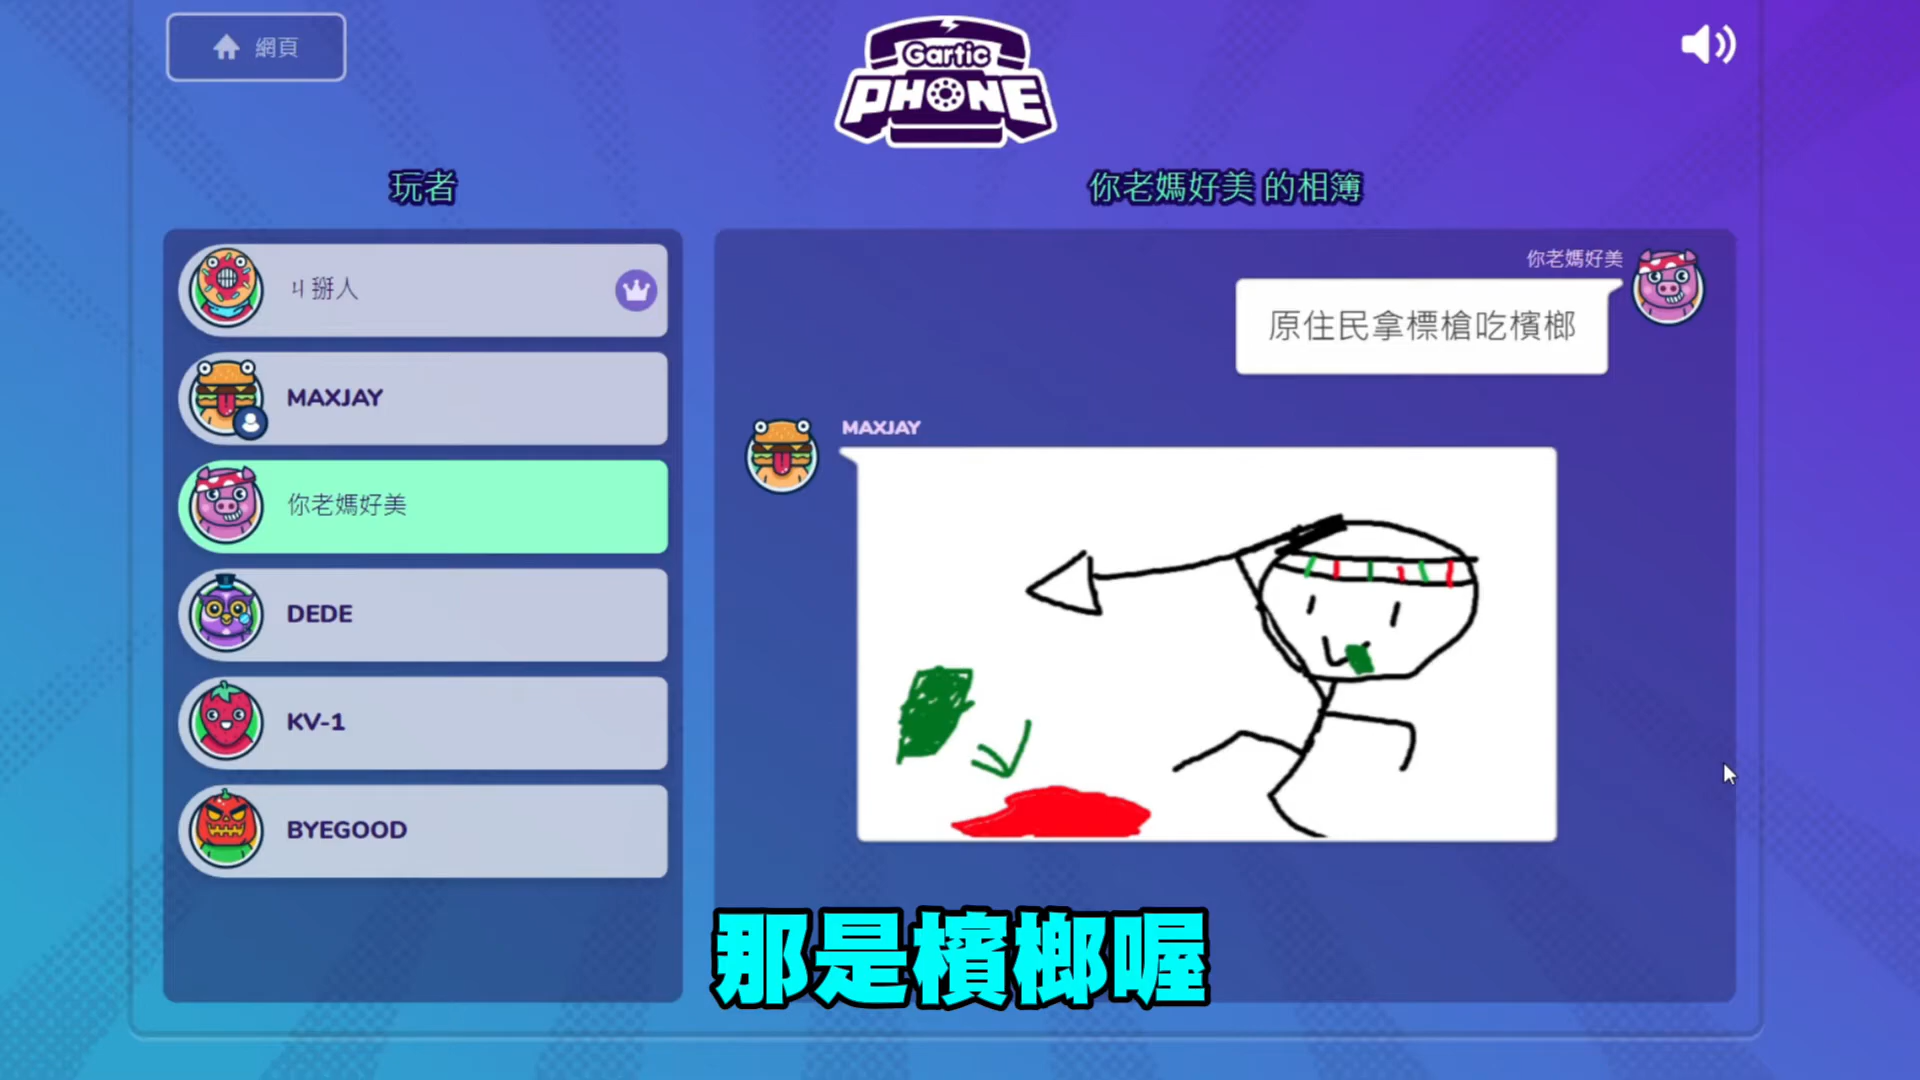 網頁
Gartic
PHONE
玩者
ㄐ掰人
MAXJAY
你老媽好美
DEDE
KV-1
BYEGOOD
你老媽好美 的相簿
你老媽好美
原住民拿標槍吃檳榔
MAXJAY
那是檳榔喔